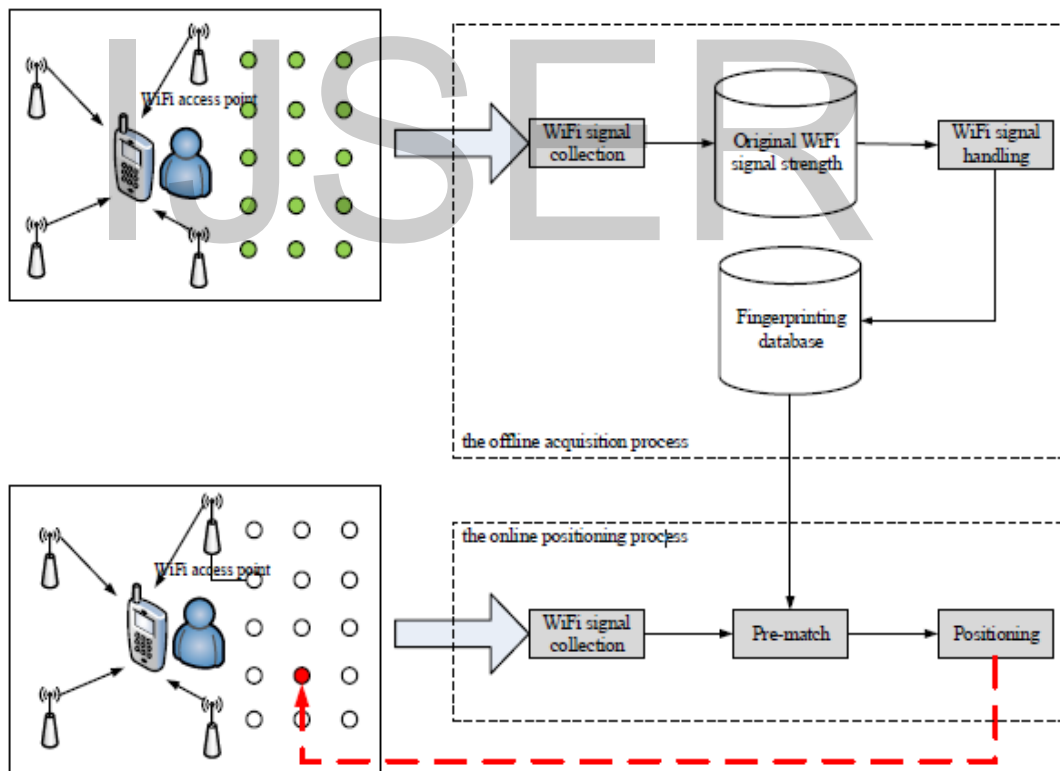 IJSER
WiFi access point
WiFi signal
collection
Original WiFi
signal strength
WiFi signal
handling
Fingerprinting
database
the offline acquisition process
WiFi access point
the online positioning process
WiFi signal
collection
Pre-match
Positioning